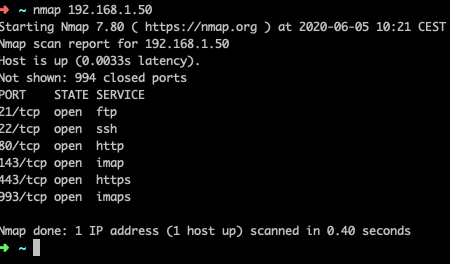 ➜ ~ nmap 192.168.1.50
Starting Nmap 7.80 ( https://nmap.org ) at 2020-06-05 10:21 CEST
Nmap scan report for 192.168.1.50
Host is up (0.0033s latency).
Not shown: 994 closed ports
PORT    STATE SERVICE
21/tcp  open  ftp
22/tcp  open  ssh
80/tcp  open  http
143/tcp open  imap
443/tcp open  https
993/tcp open  imaps

Nmap done: 1 IP address (1 host up) scanned in 0.40 seconds
➜ ~